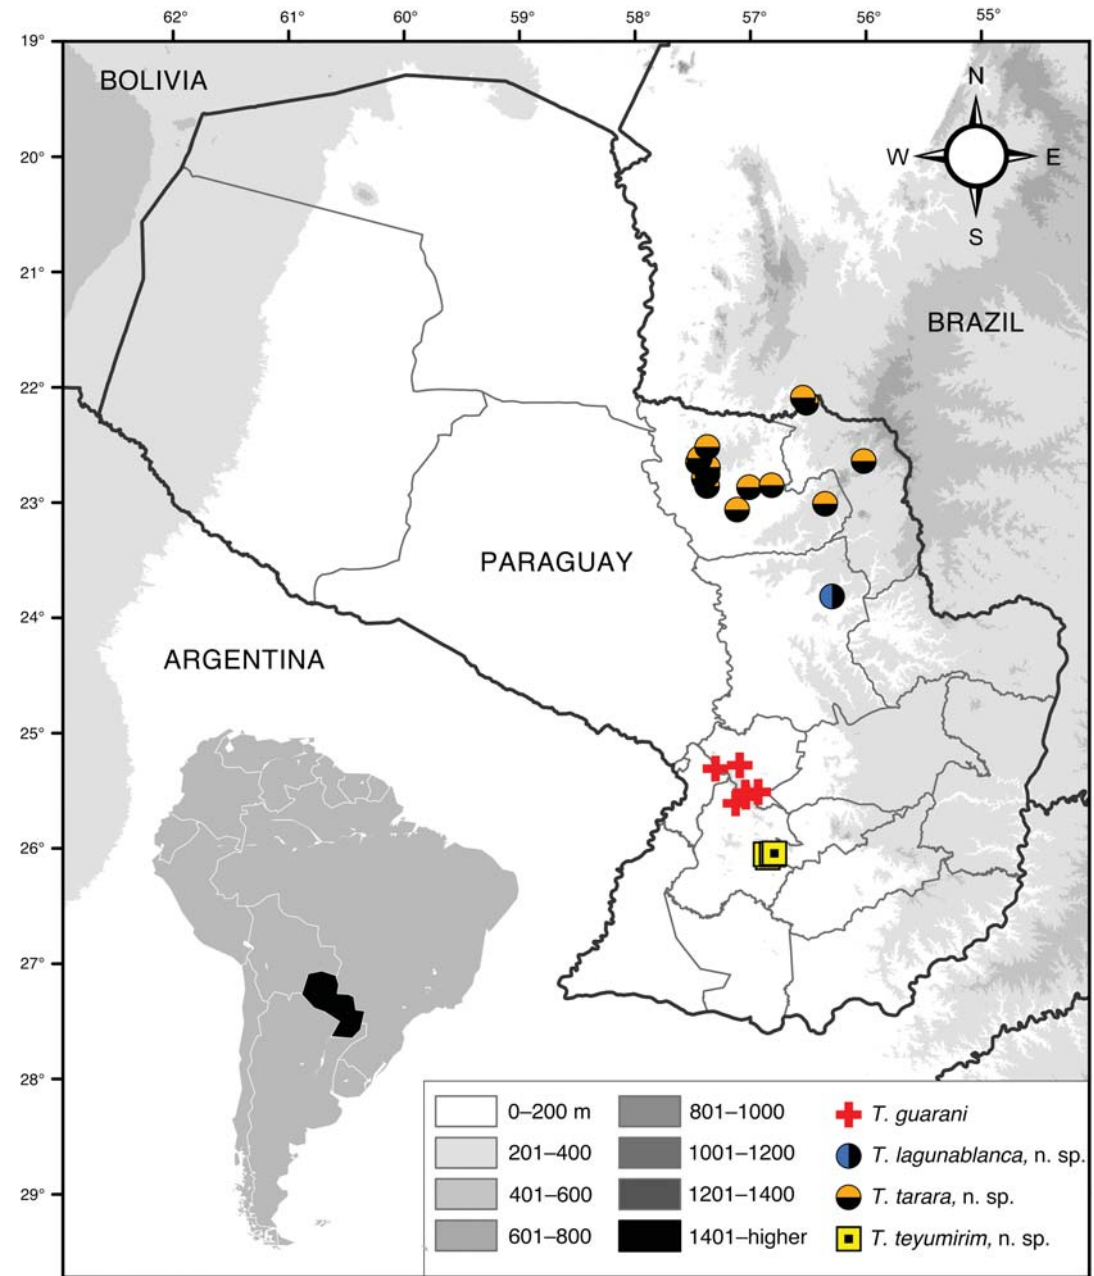 62° 61° 60° 59° 58° 57° 56° 55°
19°
BOLIVIA
N
20°
W E
S
21°
BRAZIL
22°
23°
PARAGUAY
24°
ARGENTINA
25°
26°
27°
28°
0–200 m 801–1000 T. guarani
201–400 1001–1200 T. lagunablanca, n. sp.
29° 401–600 1201–1400 T. tarara, n. sp.
601–800 1401–higher T. teyumirim, n. sp.